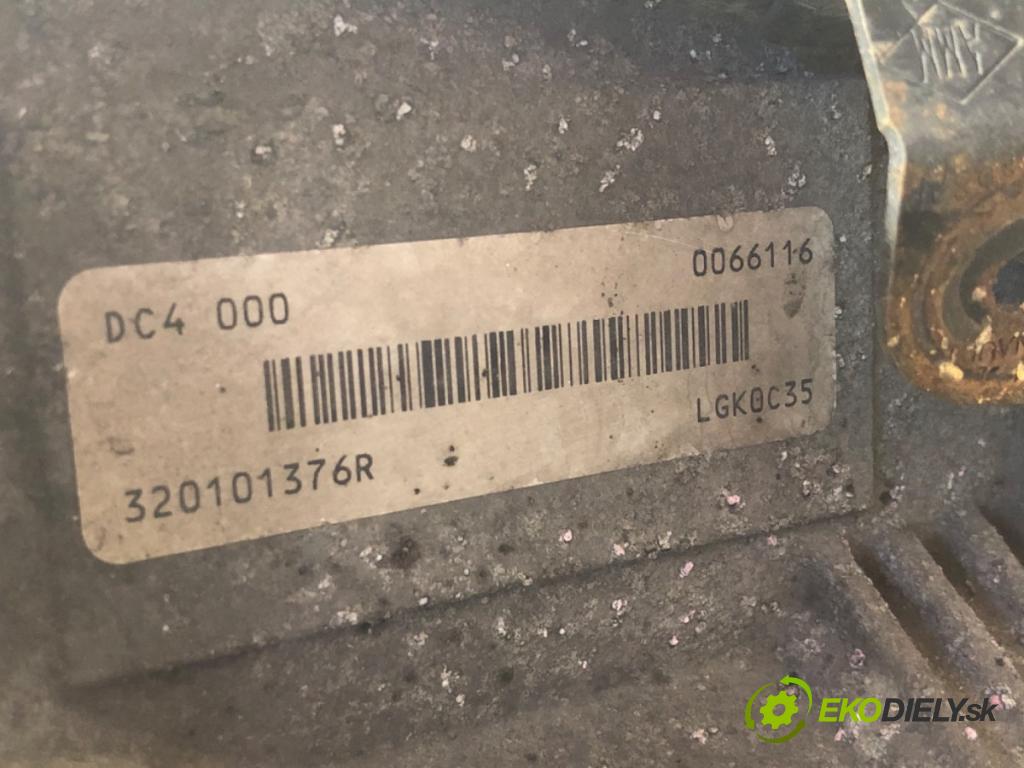 DC4 000
0066116
320101376R
LGK0C35
EKODIELY.sk